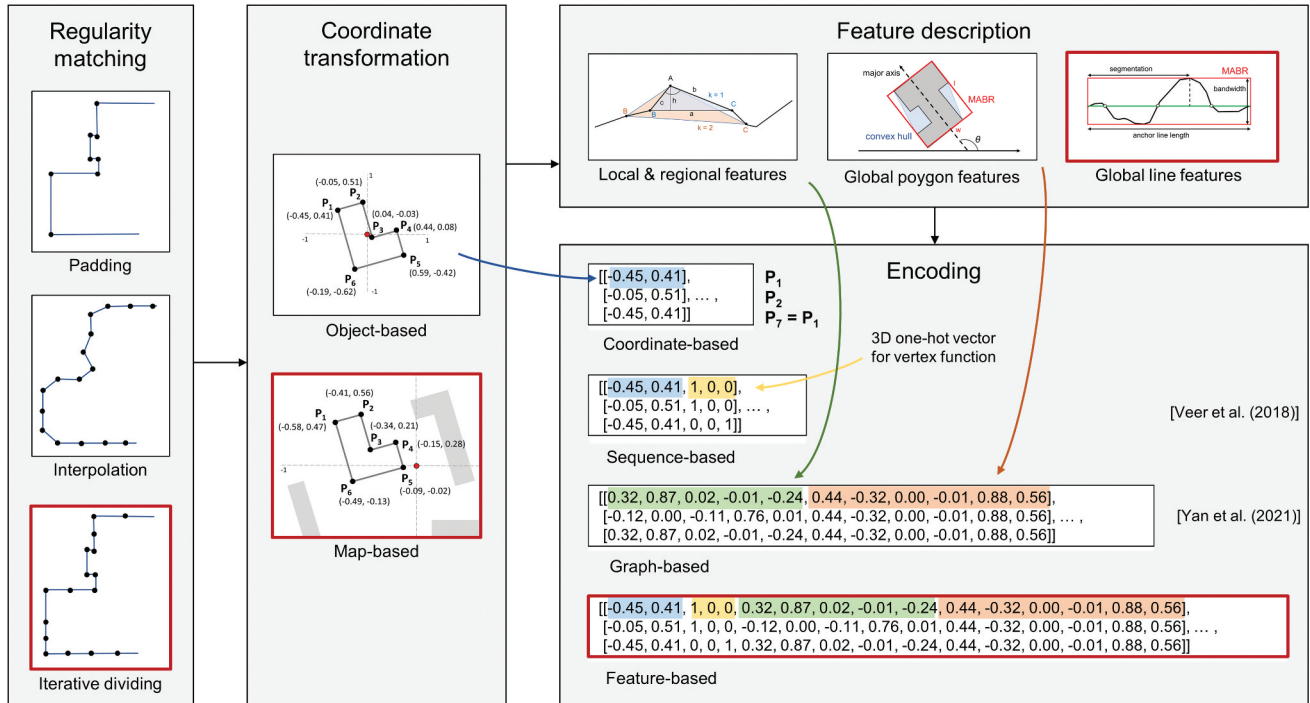 Regularity
matching
Padding
Interpolation
Iterative dividing
Coordinate
transformation
1
(-0.05, 0.51)
P2
P1
(-0.45, 0.41)
(0.04, -0.03)
P3
P4
(0.44, 0.08)
-1
1
P5
(0.59, -0.42)
P6
(-0.19, -0.62)
-1
Object-based
(-0.41, 0.56)
P1
P2
(-0.58, 0.47)
(-0.34, 0.21)
P3
P4
(-0.15, 0.28)
-1
P5
P6
(-0.09, -0.02)
(-0.49, -0.13)
Map-based
Feature description
A
b
k = 1
c
h
B
B
a
C
C
k = 2
Local & regional features
major axis
l
MABR
convex hull
w
θ
Global poygon features
segmentation
MABR
bandwidth
anchor line length
Global line features
Encoding
[[-0.45, 0.41],
[-0.05, 0.51], ... ,
[-0.45, 0.41]]
P1
P2
P7 = P1
Coordinate-based
3D one-hot vector
for vertex function
[[-0.45, 0.41, 1, 0, 0],
[-0.05, 0.51, 1, 0, 0], ... ,
[-0.45, 0.41, 0, 0, 1]]
[Veer et al. (2018)]
Sequence-based
[[0.32, 0.87, 0.02, -0.01, -0.24, 0.44, -0.32, 0.00, -0.01, 0.88, 0.56],
[-0.12, 0.00, -0.11, 0.76, 0.01, 0.44, -0.32, 0.00, -0.01, 0.88, 0.56], ... ,
[0.32, 0.87, 0.02, -0.01, -0.24, 0.44, -0.32, 0.00, -0.01, 0.88, 0.56]]
[Yan et al. (2021)]
Graph-based
[[-0.45, 0.41, 1, 0, 0, 0.32, 0.87, 0.02, -0.01, -0.24, 0.44, -0.32, 0.00, -0.01, 0.88, 0.56],
[-0.05, 0.51, 1, 0, 0, -0.12, 0.00, -0.11, 0.76, 0.01, 0.44, -0.32, 0.00, -0.01, 0.88, 0.56], ... ,
[-0.45, 0.41, 0, 0, 1, 0.32, 0.87, 0.02, -0.01, -0.24, 0.44, -0.32, 0.00, -0.01, 0.88, 0.56]]
Feature-based